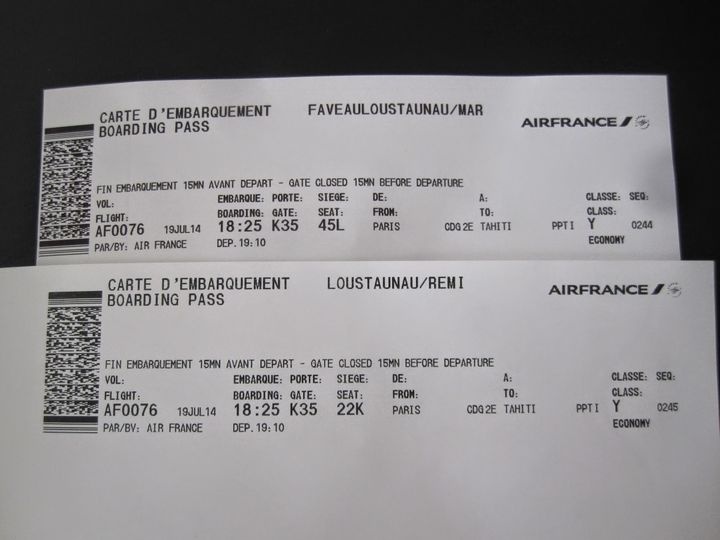 CARTE D'EMBARQUEMENT FAVEAULOUSTAUNAU/MAR
BOARDING PASS AIRFRANCE
FIN EMBARQUEMENT 15MN AVANT DEPART - GATE CLOSED 15MN BEFORE DEPARTURE
VOL: EMBARQUE: PORTE: SIEGE: DE: A: CLASSE: SEQ:
FLIGHT: BOARDING: GATE: SEAT: FROM: TO: CLASS:
AF0076 19JUL14 18:25 K35 45L PARIS CDG2E TAHITI PPTI Y 0244
PAR/BY: AIR FRANCE DEP.19:10 ECONOMY
CARTE D'EMBARQUEMENT LOUSTAUNAU/REMI
BOARDING PASS AIRFRANCE
FIN EMBARQUEMENT 15MN AVANT DEPART - GATE CLOSED 15MN BEFORE DEPARTURE
VOL: EMBARQUE: PORTE: SIEGE: DE: A: CLASSE: SEQ:
FLIGHT: BOARDING: GATE: SEAT: FROM: TO: CLASS:
AF0076 19JUL14 18:25 K35 22K PARIS CDG2E TAHITI PPTI Y 0245
PAR/BY: AIR FRANCE DEP.19:10 ECONOMY